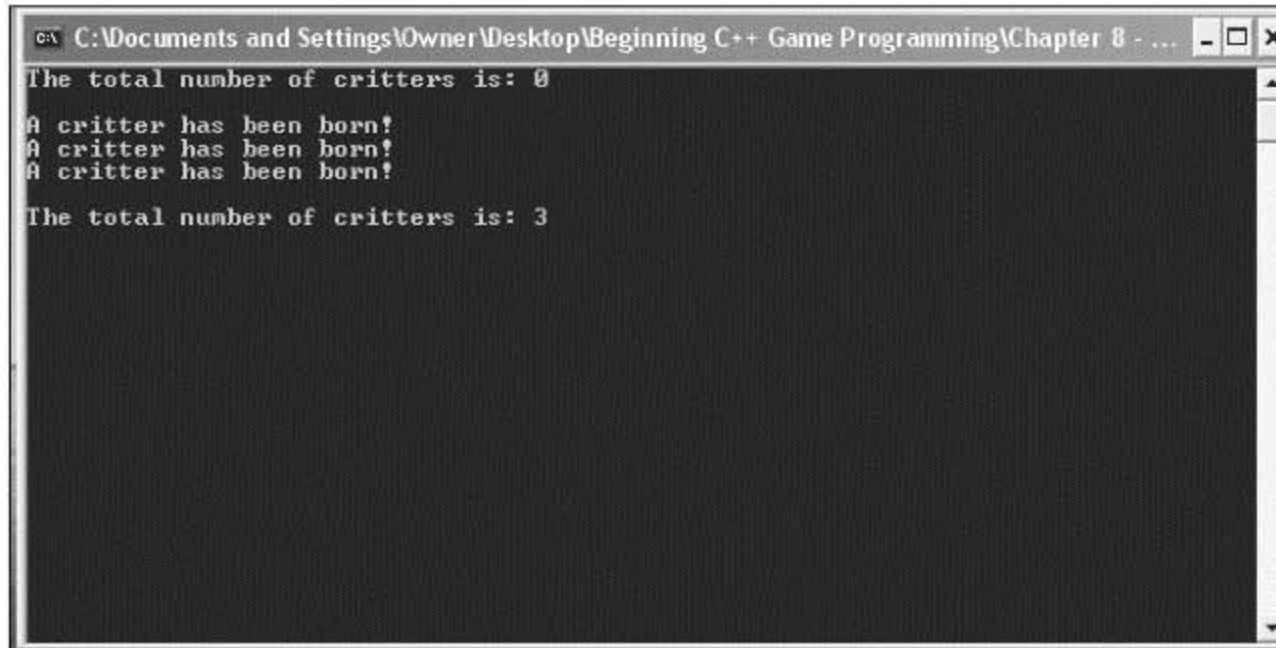 C:\ C:\Documents and Settings\Owner\Desktop\Beginning C++ Game Programming\Chapter 8 - ...
The total number of critters is: 0
A critter has been born!
A critter has been born!
A critter has been born!
The total number of critters is: 3